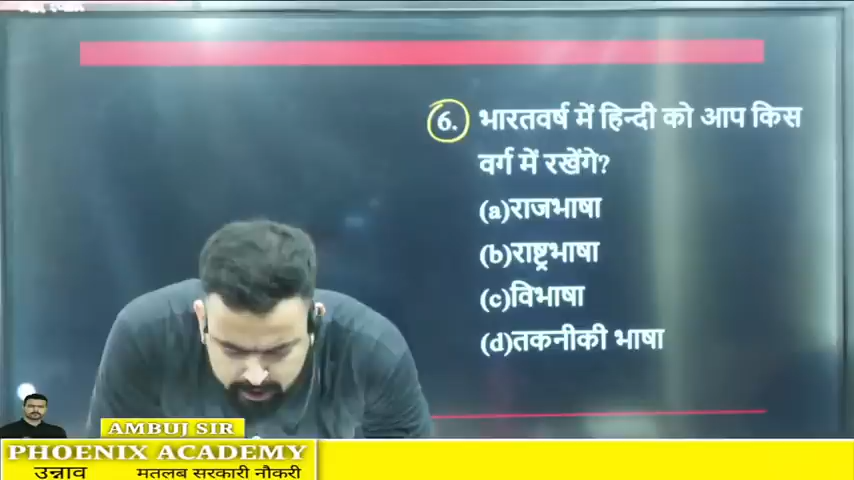 6. भारतवर्ष में हिन्दी को आप किस
वर्ग में रखेंगे?
(a)राजभाषा
(b)राष्ट्रभाषा
(c)विभाषा
(d)तकनीकी भाषा
AMBUJ SIR
PHOENIX ACADEMY
उन्नाव मतलब सरकारी नौकरी